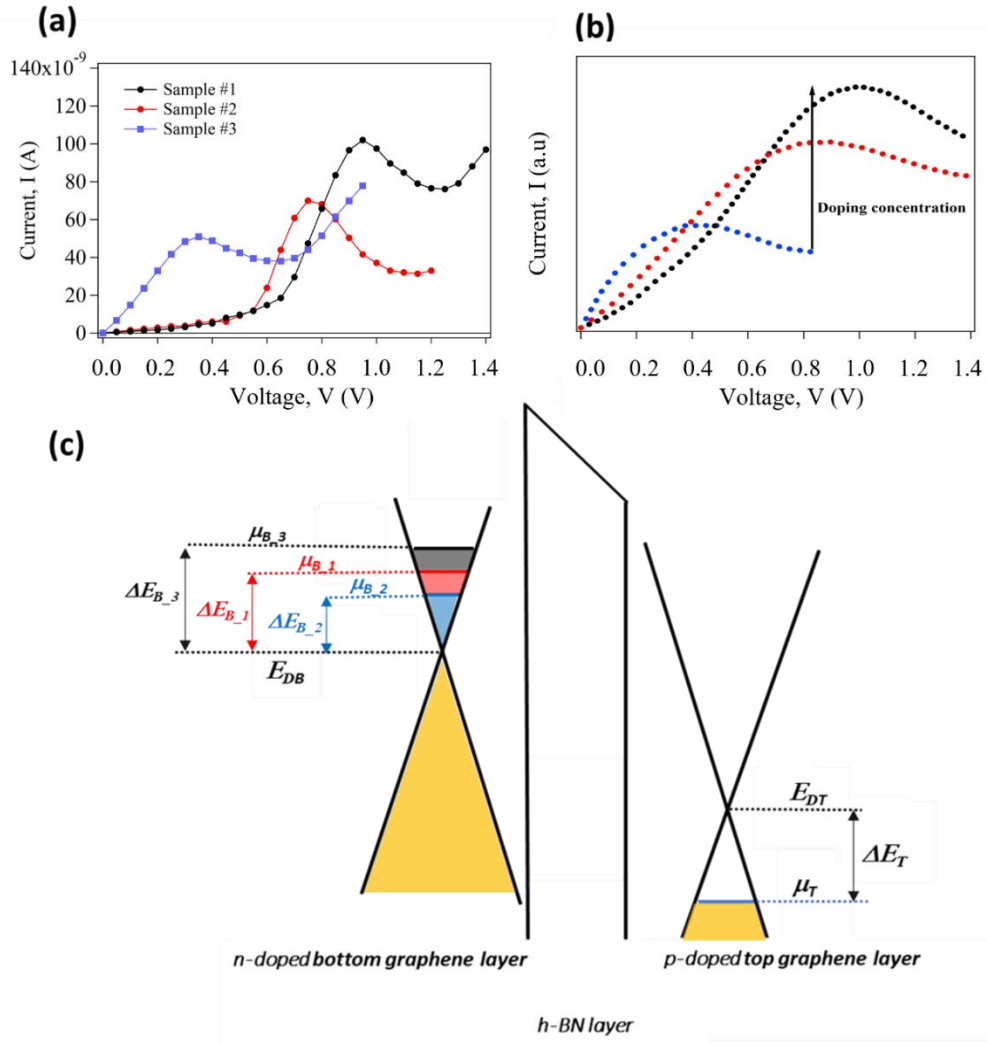 (a)
140x10⁻⁹
120
100
80
60
40
20
0
Current, I (A)
Sample #1
Sample #2
Sample #3
0.0 0.2 0.4 0.6 0.8 1.0 1.2 1.4
Voltage, V (V)
(b)
Current, I (a.u)
Doping concentration
0.0 0.2 0.4 0.6 0.8 1.0 1.2 1.4
Voltage, V (V)
(c)
μB_3
μB_1
μB_2
ΔEB_3
ΔEB_1
ΔEB_2
EDB
EDT
ΔET
μT
n-doped bottom graphene layer
p-doped top graphene layer
h-BN layer